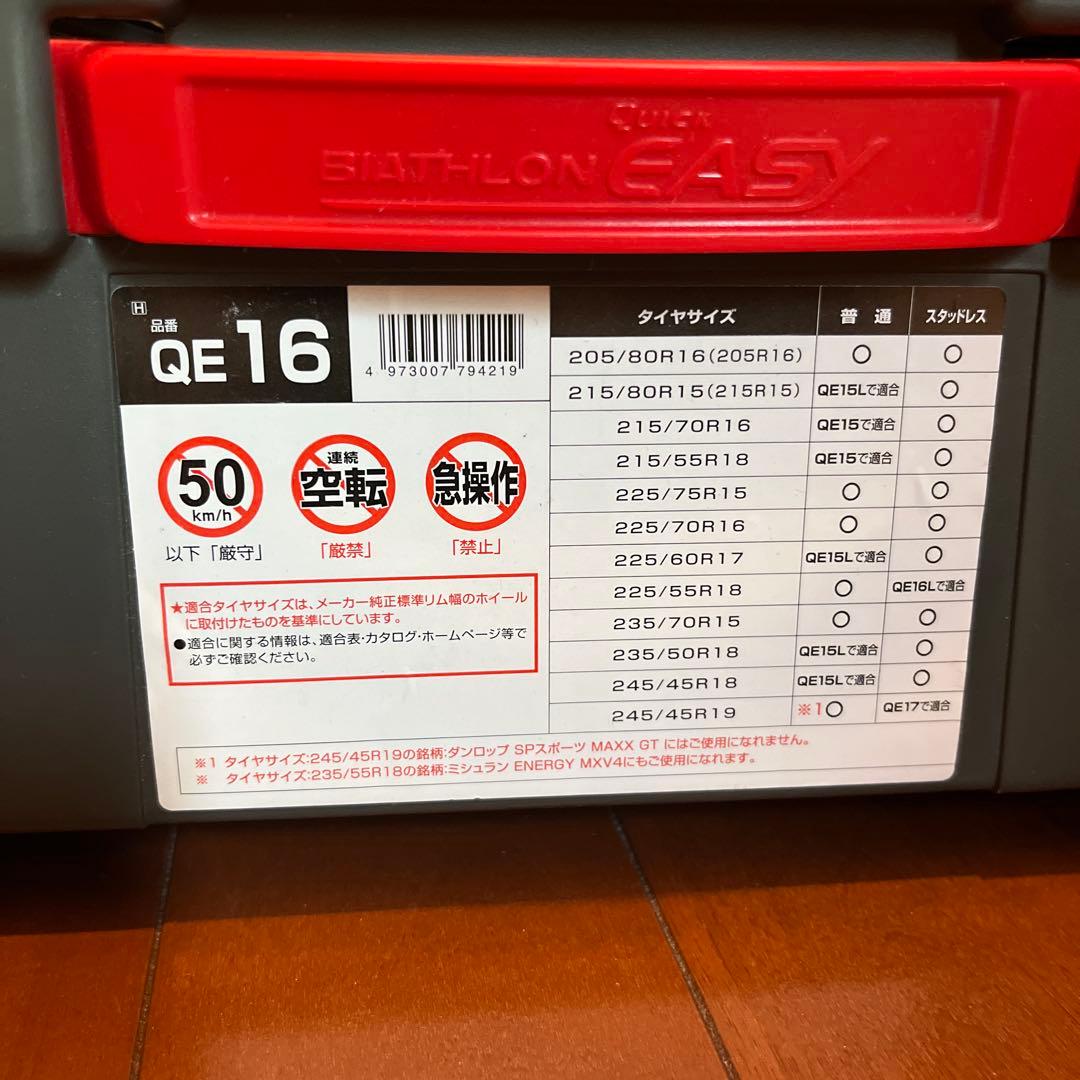 Quick
BIATHLON EASY
H
品番
QE16
4 973007 794219
50
km/h
以下「厳守」
連続
空転
「厳禁」
急操作
「禁止」
★適合タイヤサイズは、メーカー純正標準リム幅のホイール
に取付けたものを基準にしています。
●適合に関する情報は、適合表・カタログ・ホームページ等で
必ずご確認ください。
タイヤサイズ 普通 スタッドレス
205/80R16(205R16) ○ ○
215/80R15(215R15) QE15Lで適合 ○
215/70R16 QE15で適合 ○
215/55R18 QE15で適合 ○
225/75R15 ○ ○
225/70R16 ○ ○
225/60R17 QE15Lで適合 ○
225/55R18 ○ QE16Lで適合
235/70R15 ○ ○
235/50R18 QE15Lで適合 ○
245/45R18 QE15Lで適合 ○
245/45R19 ※1○ QE17で適合
※1 タイヤサイズ:245/45R19の銘柄:ダンロップ SPスポーツ MAXX GT にはご使用になれません。
※ タイヤサイズ:235/55R18の銘柄:ミシュラン ENERGY MXV4にもご使用になれます。